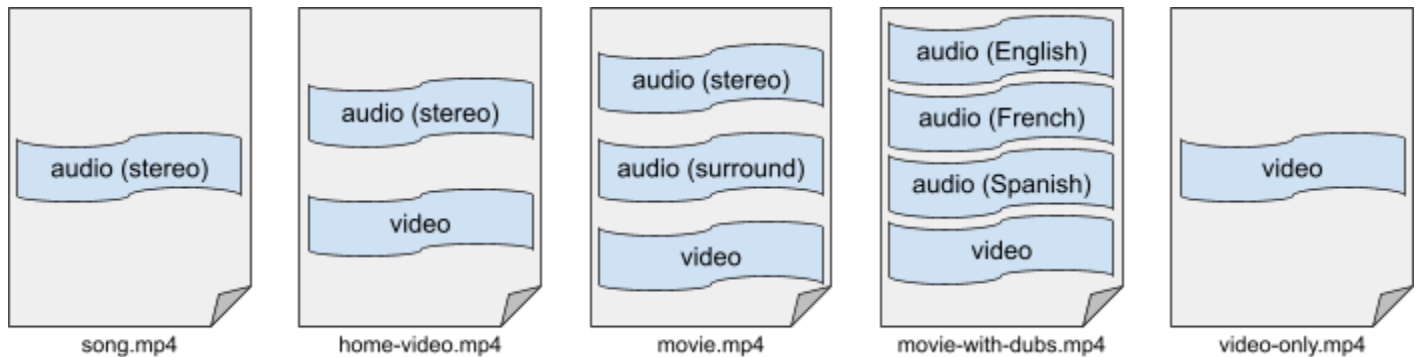 audio (stereo)
song.mp4
audio (stereo)
video
home-video.mp4
audio (stereo)
audio (surround)
video
movie.mp4
audio (English)
audio (French)
audio (Spanish)
video
movie-with-dubs.mp4
video
video-only.mp4